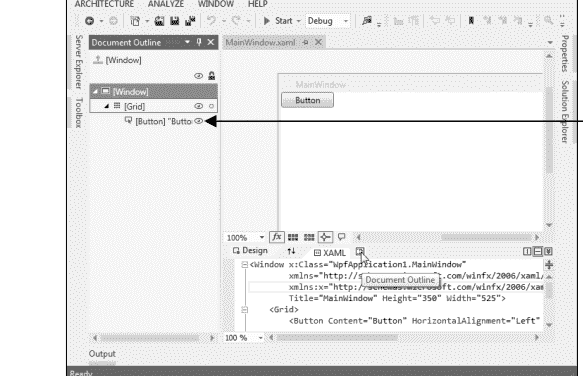 ARCHITECTURE ANALYZE WINDOW HELP
Start Debug
Document Outline
MainWindow.xaml
[Window]
[Window]
[Grid]
[Button] "Butto
MainWindow
Button
Server Explorer
Toolbox
Properties
Solution Explorer
100%
Design XAML
<Window x:Class="WpfApplication1.MainWindow"
xmlns="http://schemas.microsoft.com/winfx/2006/xaml/
xmlns:x="http://schemas.microsoft.com/winfx/2006/xam
Document Outline
Title="MainWindow" Height="350" Width="525">
<Grid>
<Button Content="Button" HorizontalAlignment="Left"
100 %
Output
Ready